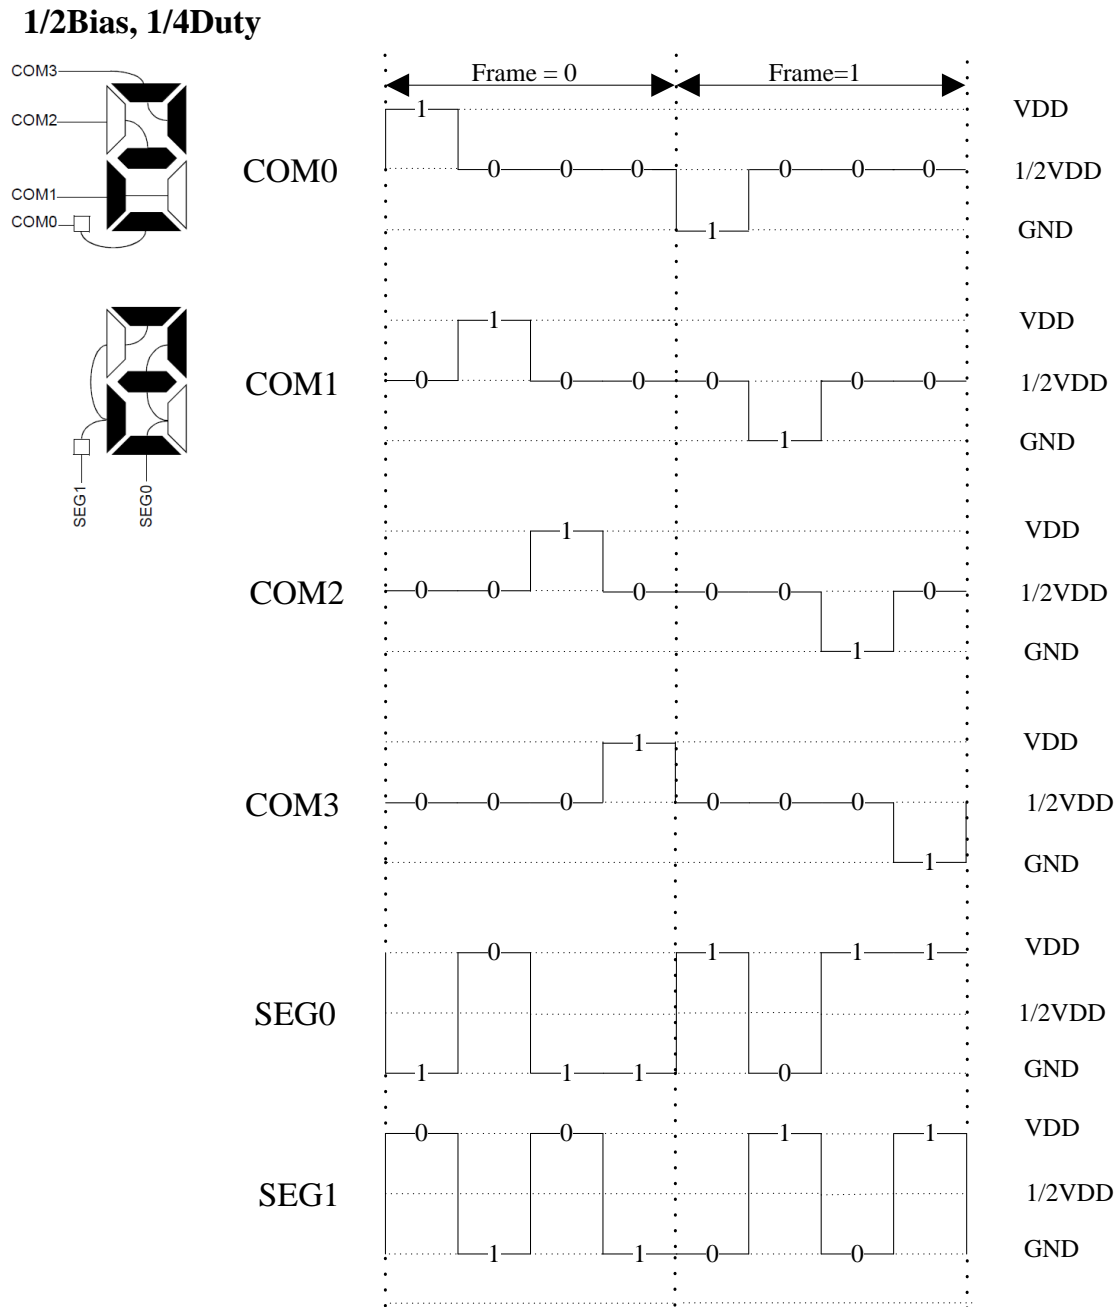 1/2Bias, 1/4Duty
COM3
COM2
COM1
COM0
SEG1
SEG0
Frame = 0 Frame=1
COM0 1 0 0 0 1 0 0 0
VDD
1/2VDD
GND
COM1 0 1 0 0 0 1 0 0
VDD
1/2VDD
GND
COM2 0 0 1 0 0 0 1 0
VDD
1/2VDD
GND
COM3 0 0 0 1 0 0 0 1
VDD
1/2VDD
GND
SEG0 1 0 1 1 1 0 1 1
VDD
1/2VDD
GND
SEG1 0 1 0 1 0 1 0 1
VDD
1/2VDD
GND